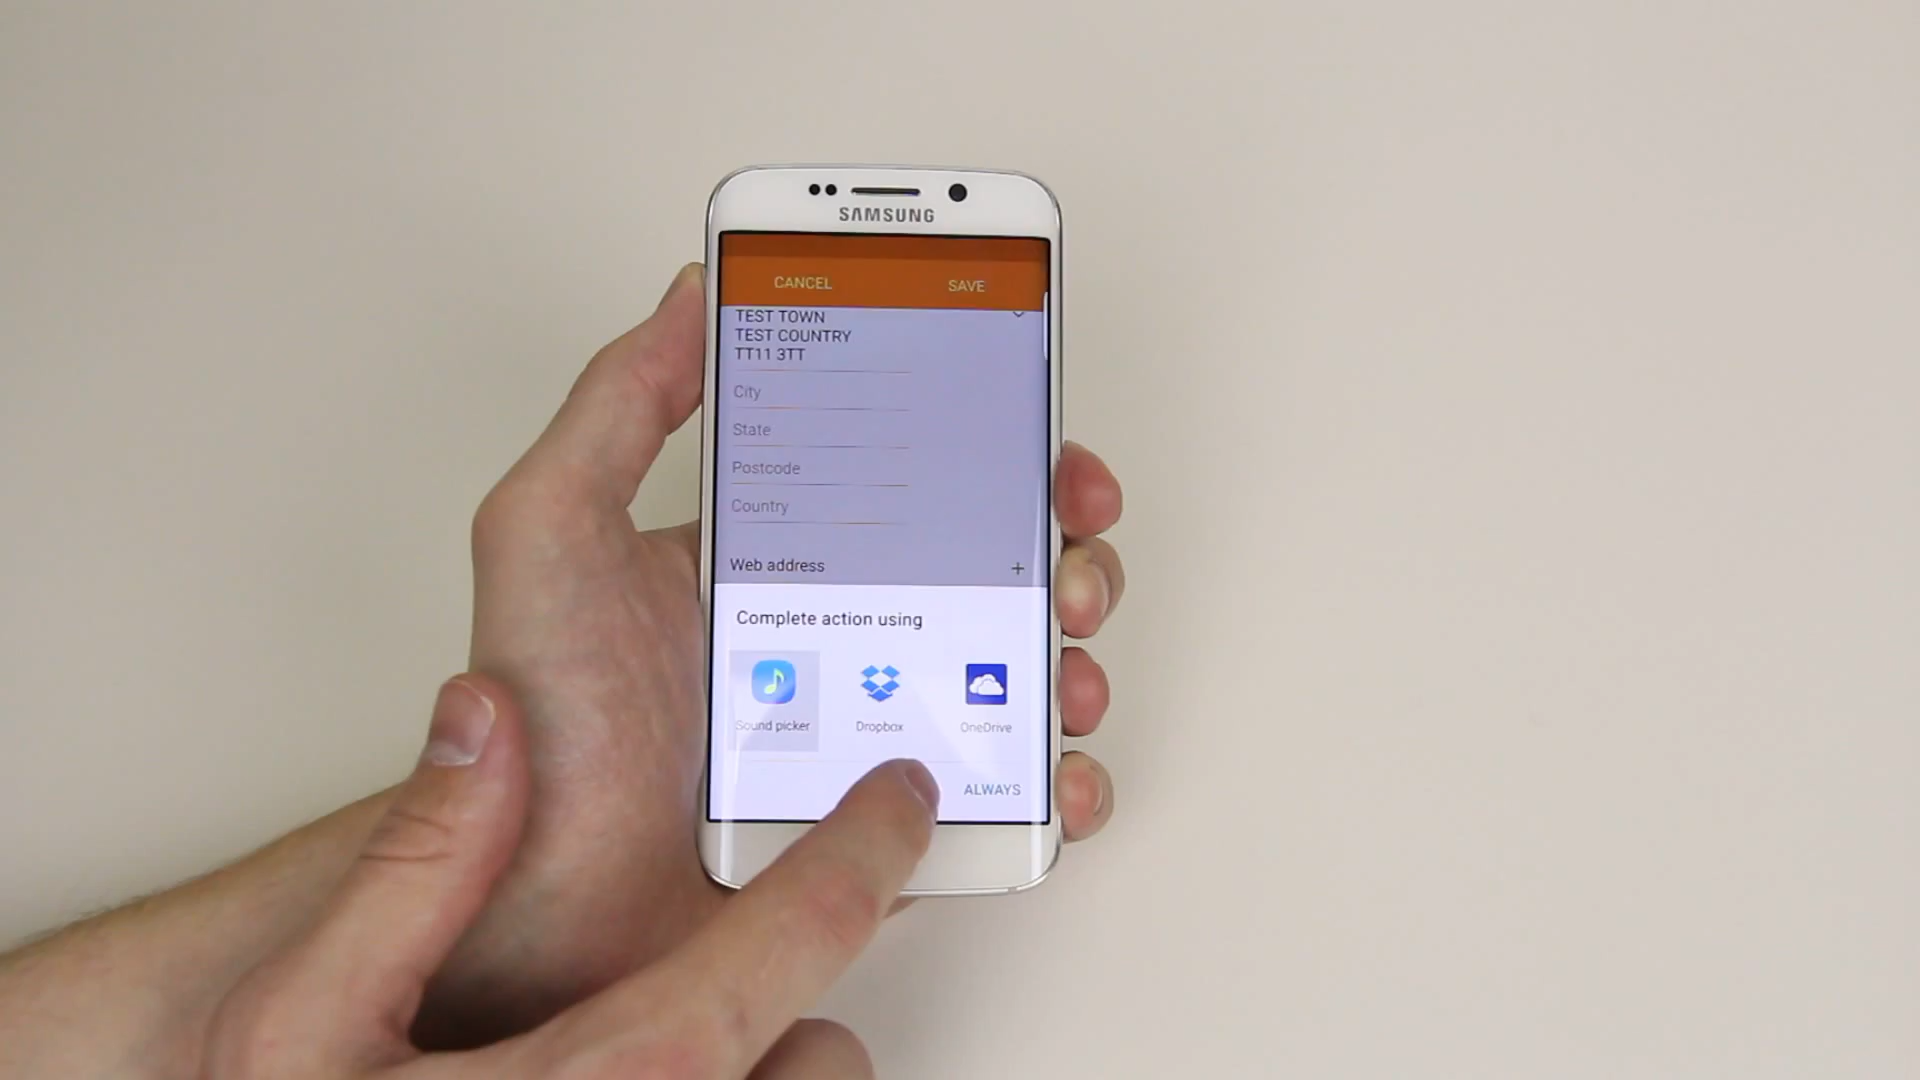 SAMSUNG
CANCEL
SAVE
TEST TOWN
TEST COUNTRY
TT11 3TT
City
State
Postcode
Country
Web address
+
Complete action using
Sound picker
Dropbox
OneDrive
ALWAYS